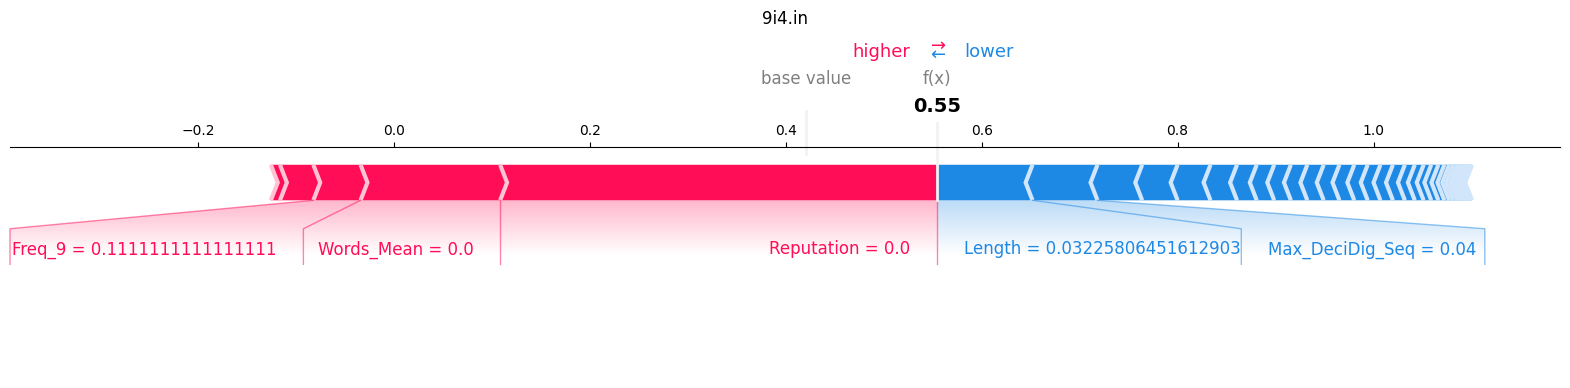 9i4.in
higher ⇄ lower
base value f(x)
0.55
−0.2 0.0 0.2 0.4 0.6 0.8 1.0
Freq_9 = 0.1111111111111111 Words_Mean = 0.0 Reputation = 0.0 Length = 0.03225806451612903 Max_DeciDig_Seq = 0.04